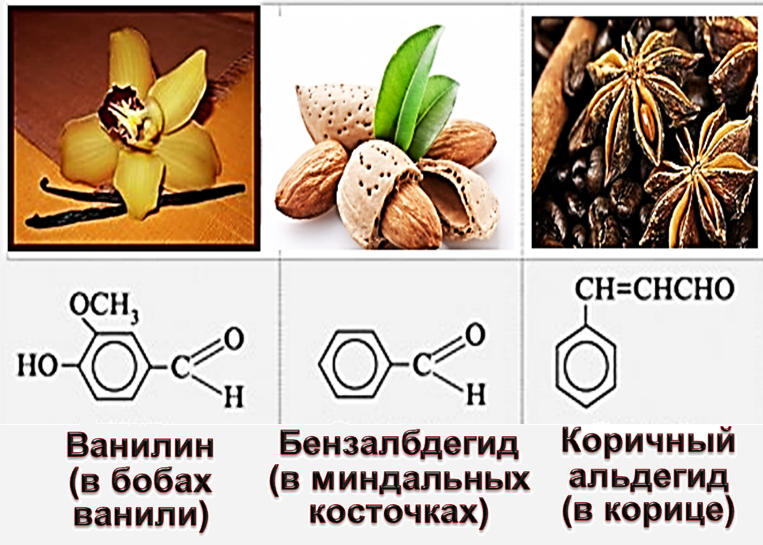 OCH₃
HO
C
O
H
C
O
H
CH=CHCHO
Ванилин
(в бобах
ванили)
Бензалбдегид
(в миндальных
косточках)
Коричный
альдегид
(в корице)